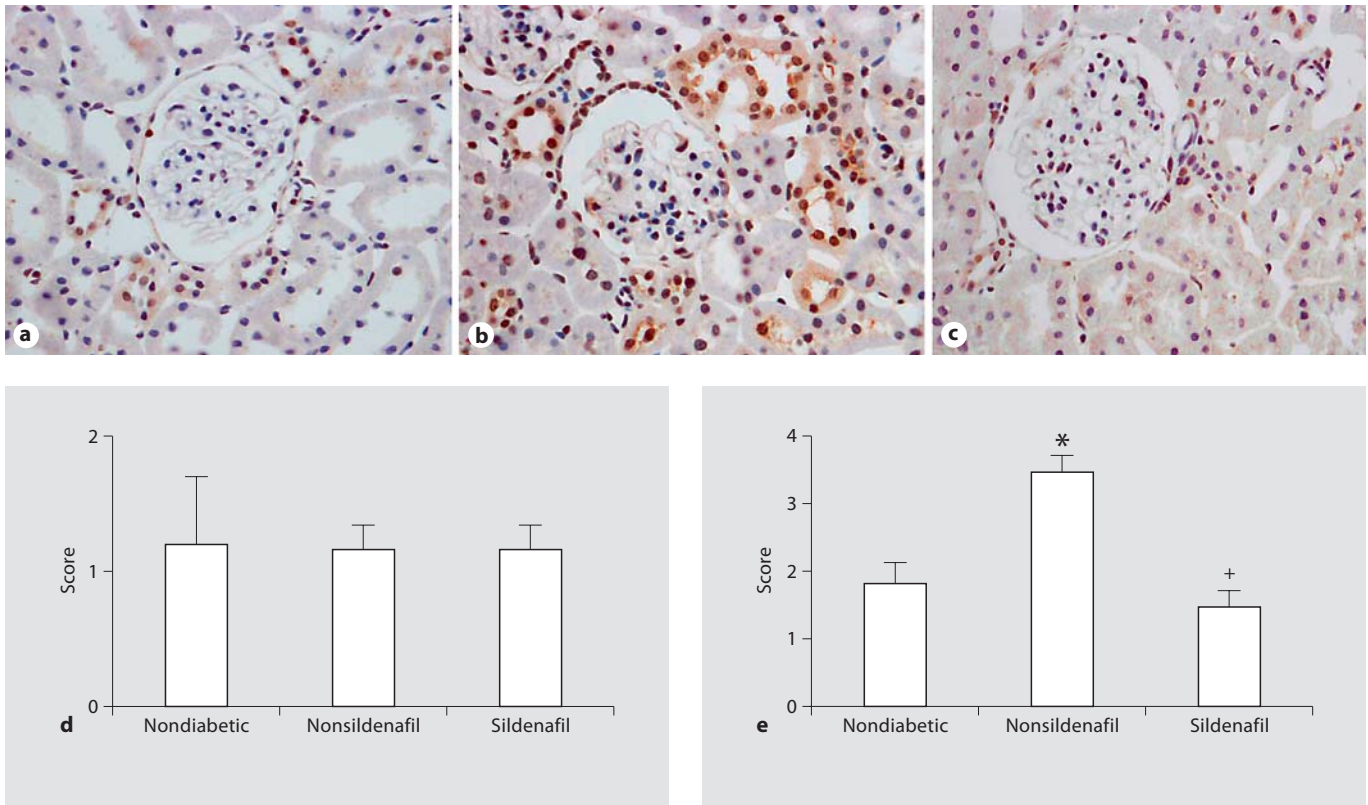 a
b
c
2
1
0
Score
Nondiabetic Nonsildenafil Sildenafil
d
4
3
2
1
0
Score
*
+
Nondiabetic Nonsildenafil Sildenafil
e